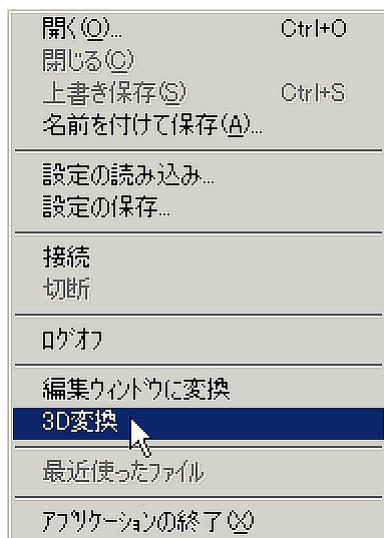 開く(O)... Ctrl+O
閉じる(C)
上書き保存(S) Ctrl+S
名前を付けて保存(A)...
設定の読み込み...
設定の保存...
接続
切断
ログオフ
編集ウィンドウに変換
3D変換
最近使ったファイル
アプリケーションの終了(X)